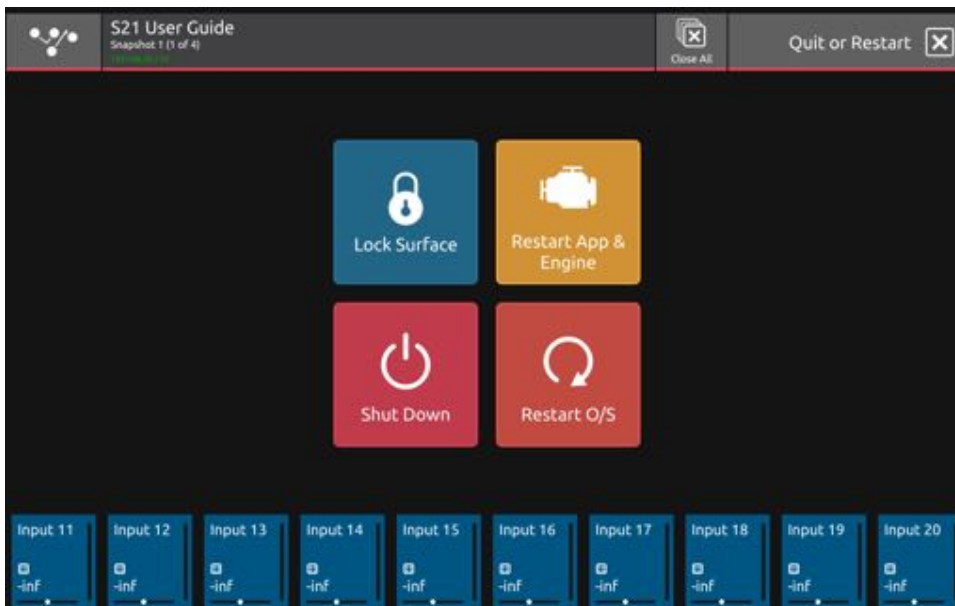 S21 User Guide
Snapshot 1 (1 of 4)
Close All
Quit or Restart
Lock Surface
Restart App &
Engine
Shut Down
Restart O/S
Input 11
Input 12
Input 13
Input 14
Input 15
Input 16
Input 17
Input 18
Input 19
Input 20
-inf
-inf
-inf
-inf
-inf
-inf
-inf
-inf
-inf
-inf